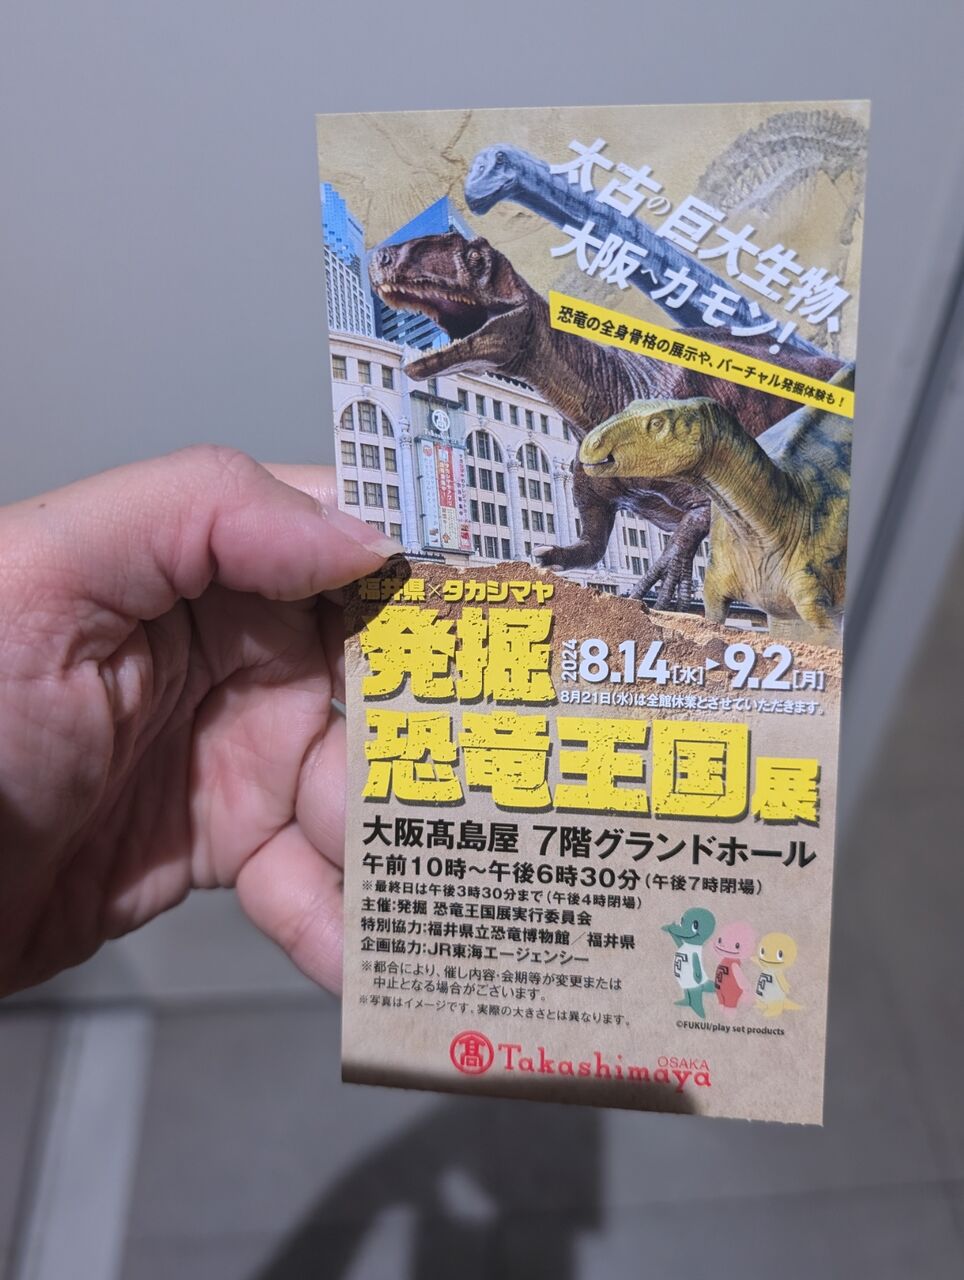 太古の巨大生物、
大阪へカモン!
恐竜の全身骨格の展示や、バーチャル発掘体験も!
福井県×タカシマヤ
発掘
2024 8.14[水]▶9.2[月]
8月21日(水)は全館休業とさせていただきます。
恐竜王国展
大阪髙島屋 7階グランドホール
午前10時~午後6時30分(午後7時閉場)
※最終日は午後3時30分まで(午後4時閉場)
主催:発掘 恐竜王国展実行委員会
特別協力:福井県立恐竜博物館/福井県
企画協力:JR東海エージェンシー
※都合により、催し内容・会期等が変更または
中止となる場合がございます。
※写真はイメージです。実際の大きさとは異なります。
©FUKUI/play set products
髙 Takashimaya OSAKA